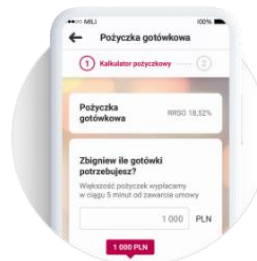 MILI 100%
Pożyczka gotówkowa
1 Kalkulator pożyczkowy 2
Pożyczka
gotówkowa
RRSO 18,52%
Zbigniew ile gotówki
potrzebujesz?
Większość pożyczek wypłacamy
w ciągu 5 minut od zawarcia umowy
1 000 PLN
1 000 PLN